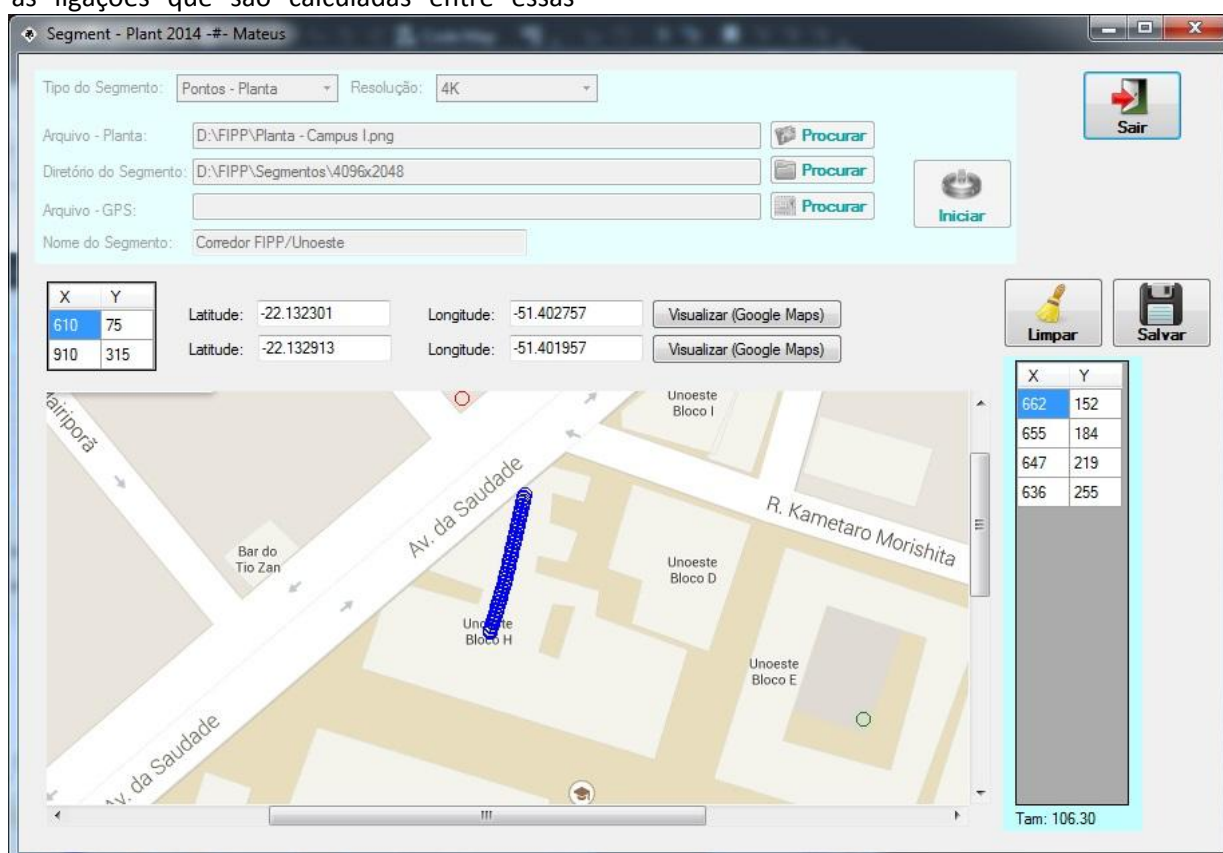 as ligações que são calculadas entre essas
Segment - Plant 2014 -#- Mateus
Tipo do Segmento: Pontos - Planta Resolução: 4K
Sair
Arquivo - Planta: D:\FIPP\Planta - Campus I.png Procurar
Diretório do Segmento: D:\FIPP\Segmentos\4096x2048 Procurar
Arquivo - GPS: Procurar
Iniciar
Nome do Segmento: Corredor FIPP/Unoeste
X Y
610 75
910 315
Latitude: -22.132301 Longitude: -51.402757 Visualizar (Google Maps)
Latitude: -22.132913 Longitude: -51.401957 Visualizar (Google Maps)
Limpar
Salvar
X Y
662 152
655 184
647 219
636 255
Mairiporã
Unoeste
Bloco I
Av. da Saudade
R. Kametaro Morishita
Bar do
Tio Zan
Unoeste
Bloco D
Unoeste
Bloco H
Unoeste
Bloco E
Av. da Saudade
Tam: 106.30